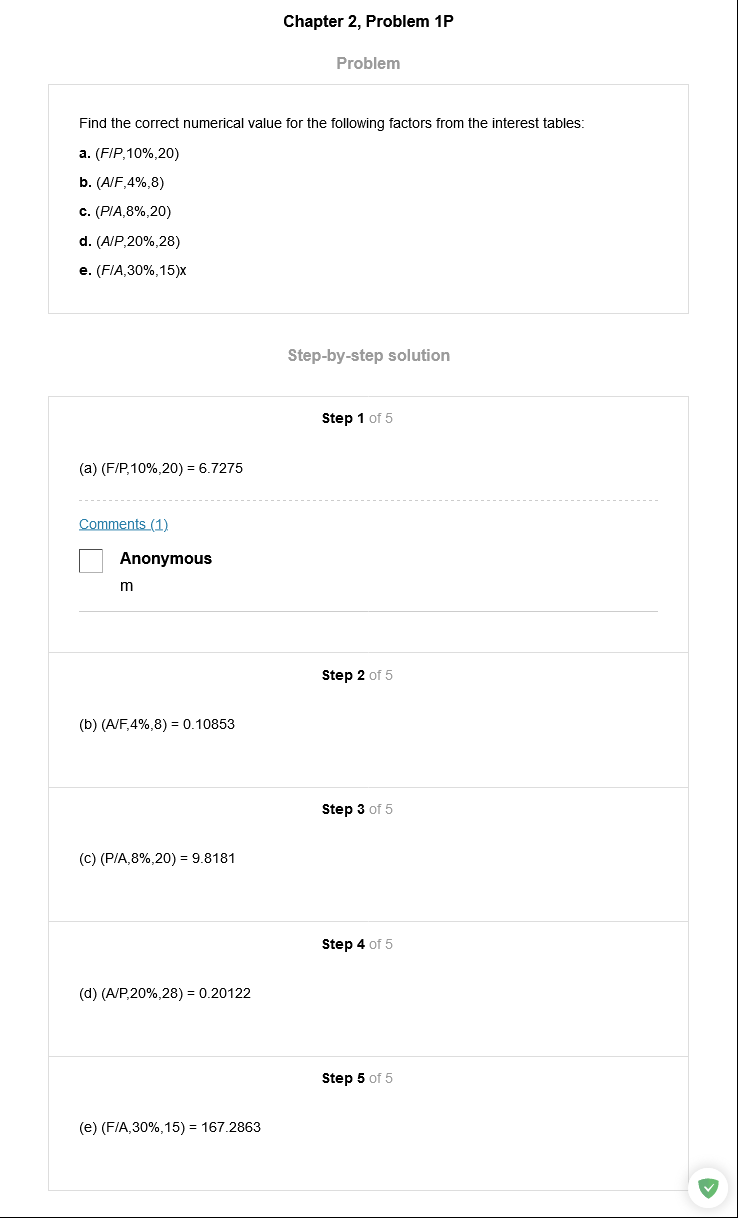 Chapter 2, Problem 1P
Problem
Find the correct numerical value for the following factors from the interest tables:
a. (F/P,10%,20)
b. (A/F,4%,8)
c. (P/A,8%,20)
d. (A/P,20%,28)
e. (F/A,30%,15)x
Step-by-step solution
Step 1 of 5
(a) (F/P,10%,20) = 6.7275
Comments (1)
Anonymous
m
Step 2 of 5
(b) (A/F,4%,8) = 0.10853
Step 3 of 5
(c) (P/A,8%,20) = 9.8181
Step 4 of 5
(d) (A/P,20%,28) = 0.20122
Step 5 of 5
(e) (F/A,30%,15) = 167.2863